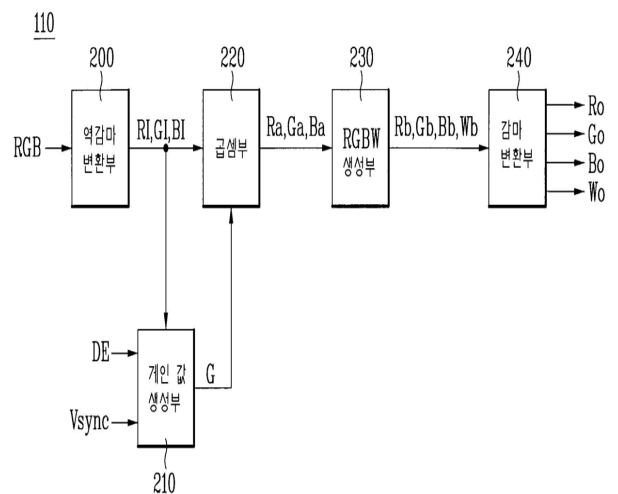 110
200
220
230
240
RGB
역감마
변환부
RI,GI,BI
곱셈부
Ra,Ga,Ba
RGBW
생성부
Rb,Gb,Bb,Wb
감마
변환부
Ro
Go
Bo
Wo
DE
Vsync
게인 값
생성부
G
210